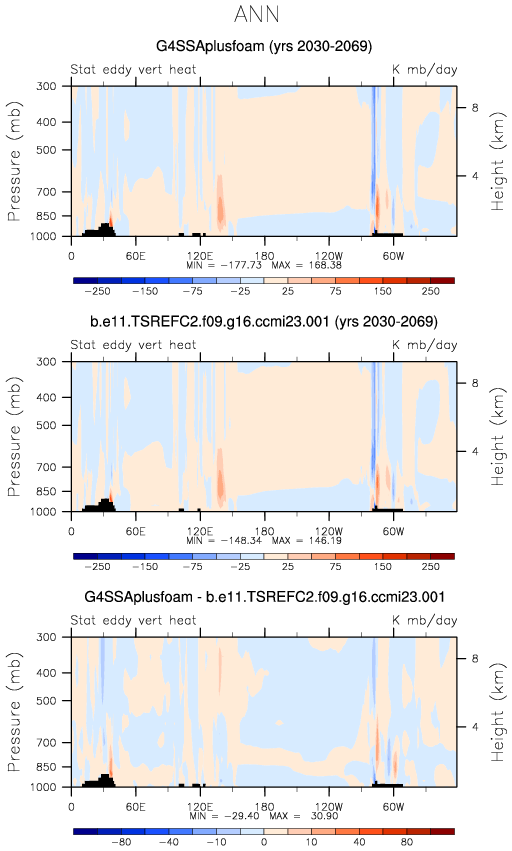 ANN
G4SSAplusfoam (yrs 2030-2069)
Stat eddy vert heat K mb/day
Pressure (mb)
300
400
500
700
850
1000
Height (km)
8
4
0 60E 120E 180 120W 60W
MIN = -177.73 MAX = 168.38
-250 -150 -75 -25 25 75 150 250
b.e11.TSREFC2.f09.g16.ccmi23.001 (yrs 2030-2069)
Stat eddy vert heat K mb/day
Pressure (mb)
300
400
500
700
850
1000
Height (km)
8
4
0 60E 120E 180 120W 60W
MIN = -148.34 MAX = 146.19
-250 -150 -75 -25 25 75 150 250
G4SSAplusfoam - b.e11.TSREFC2.f09.g16.ccmi23.001
Stat eddy vert heat K mb/day
Pressure (mb)
300
400
500
700
850
1000
Height (km)
8
4
0 60E 120E 180 120W 60W
MIN = -29.40 MAX = 30.90
-80 -40 -10 0 10 40 80